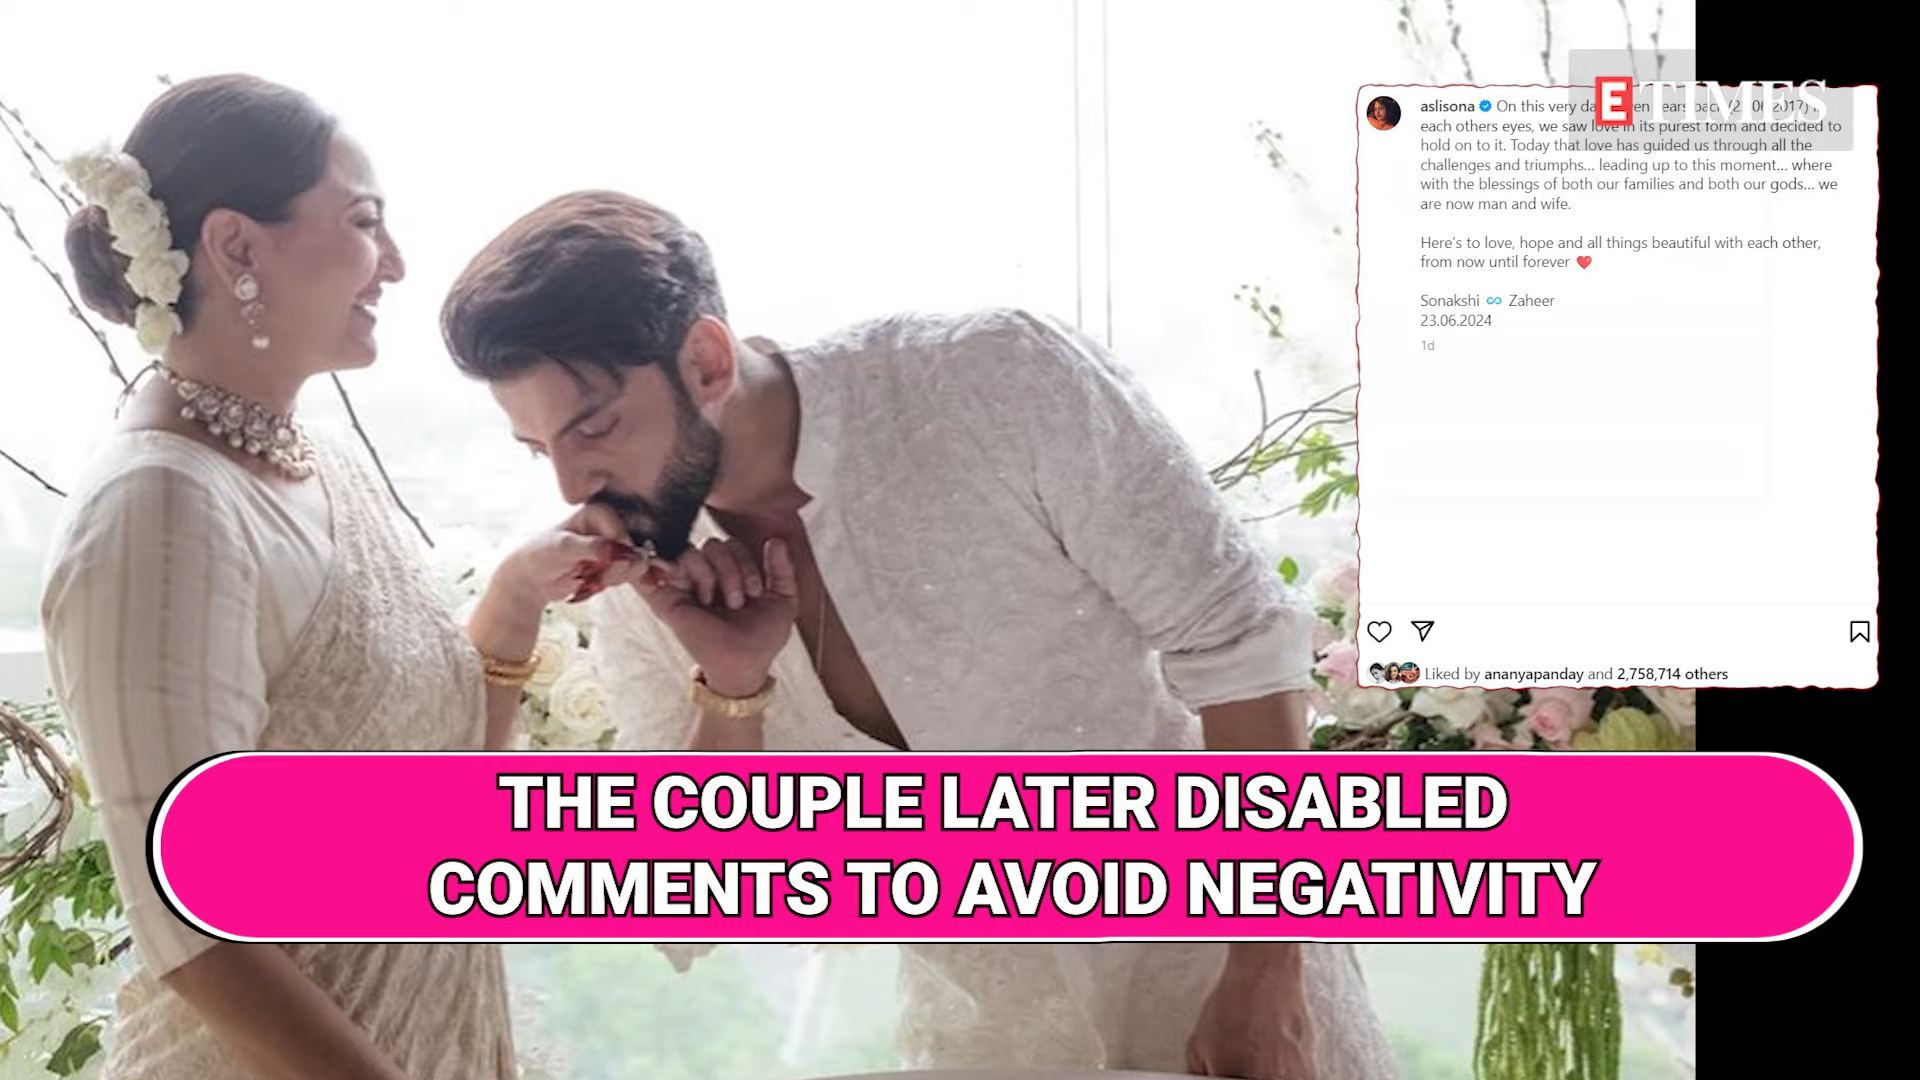 E TIMES
aslisona On this very da
each others eyes, we saw love in its purest form and decided to
hold on to it. Today that love has guided us through all the
challenges and triumphs... leading up to this moment... where
with the blessings of both our families and both our gods... we
are now man and wife.
Here's to love, hope and all things beautiful with each other,
from now until forever ❤️
Sonakshi ∞ Zaheer
23.06.2024
1d
Liked by ananyapanday and 2,758,714 others
THE COUPLE LATER DISABLED
COMMENTS TO AVOID NEGATIVITY